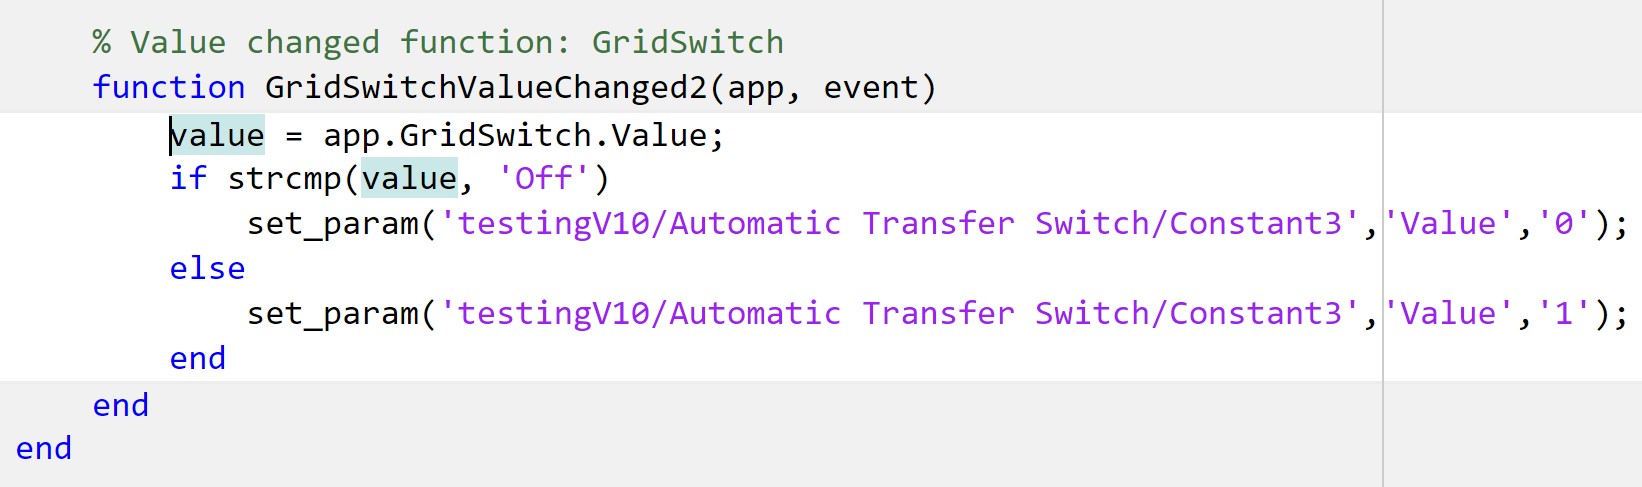 % Value changed function: GridSwitch
function GridSwitchValueChanged2(app, event)
value = app.GridSwitch.Value;
if strcmp(value, 'Off')
set_param('testingV10/Automatic Transfer Switch/Constant3','Value','0');
else
set_param('testingV10/Automatic Transfer Switch/Constant3','Value','1');
end
end
end